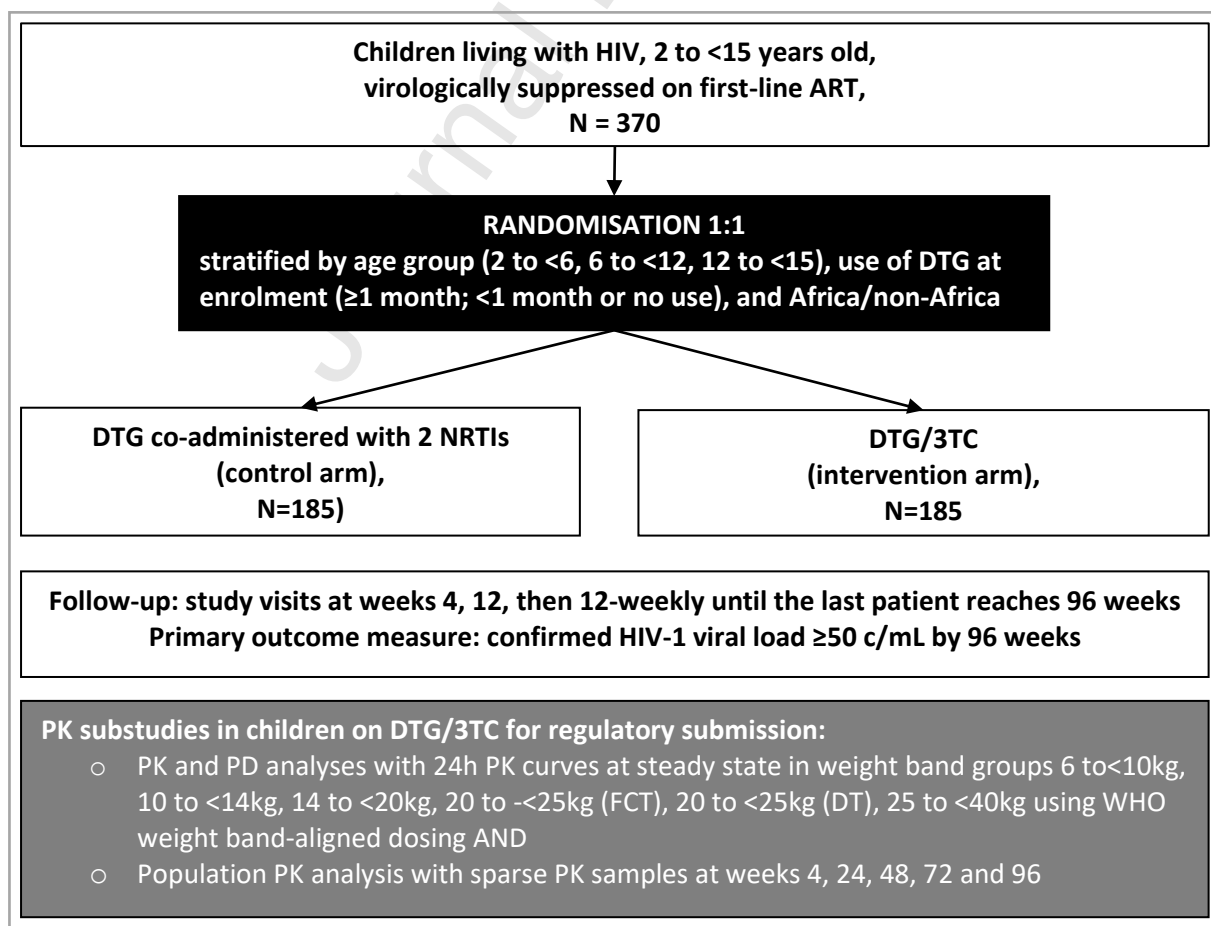 Children living with HIV, 2 to <15 years old,
virologically suppressed on first-line ART,
N = 370
RANDOMISATION 1:1
stratified by age group (2 to <6, 6 to <12, 12 to <15), use of DTG at
enrolment (≥1 month; <1 month or no use), and Africa/non-Africa
DTG co-administered with 2 NRTIs
(control arm),
N=185)
DTG/3TC
(intervention arm),
N=185
Follow-up: study visits at weeks 4, 12, then 12-weekly until the last patient reaches 96 weeks
Primary outcome measure: confirmed HIV-1 viral load ≥50 c/mL by 96 weeks
PK substudies in children on DTG/3TC for regulatory submission:
o PK and PD analyses with 24h PK curves at steady state in weight band groups 6 to<10kg,
10 to <14kg, 14 to <20kg, 20 to -<25kg (FCT), 20 to <25kg (DT), 25 to <40kg using WHO
weight band-aligned dosing AND
o Population PK analysis with sparse PK samples at weeks 4, 24, 48, 72 and 96